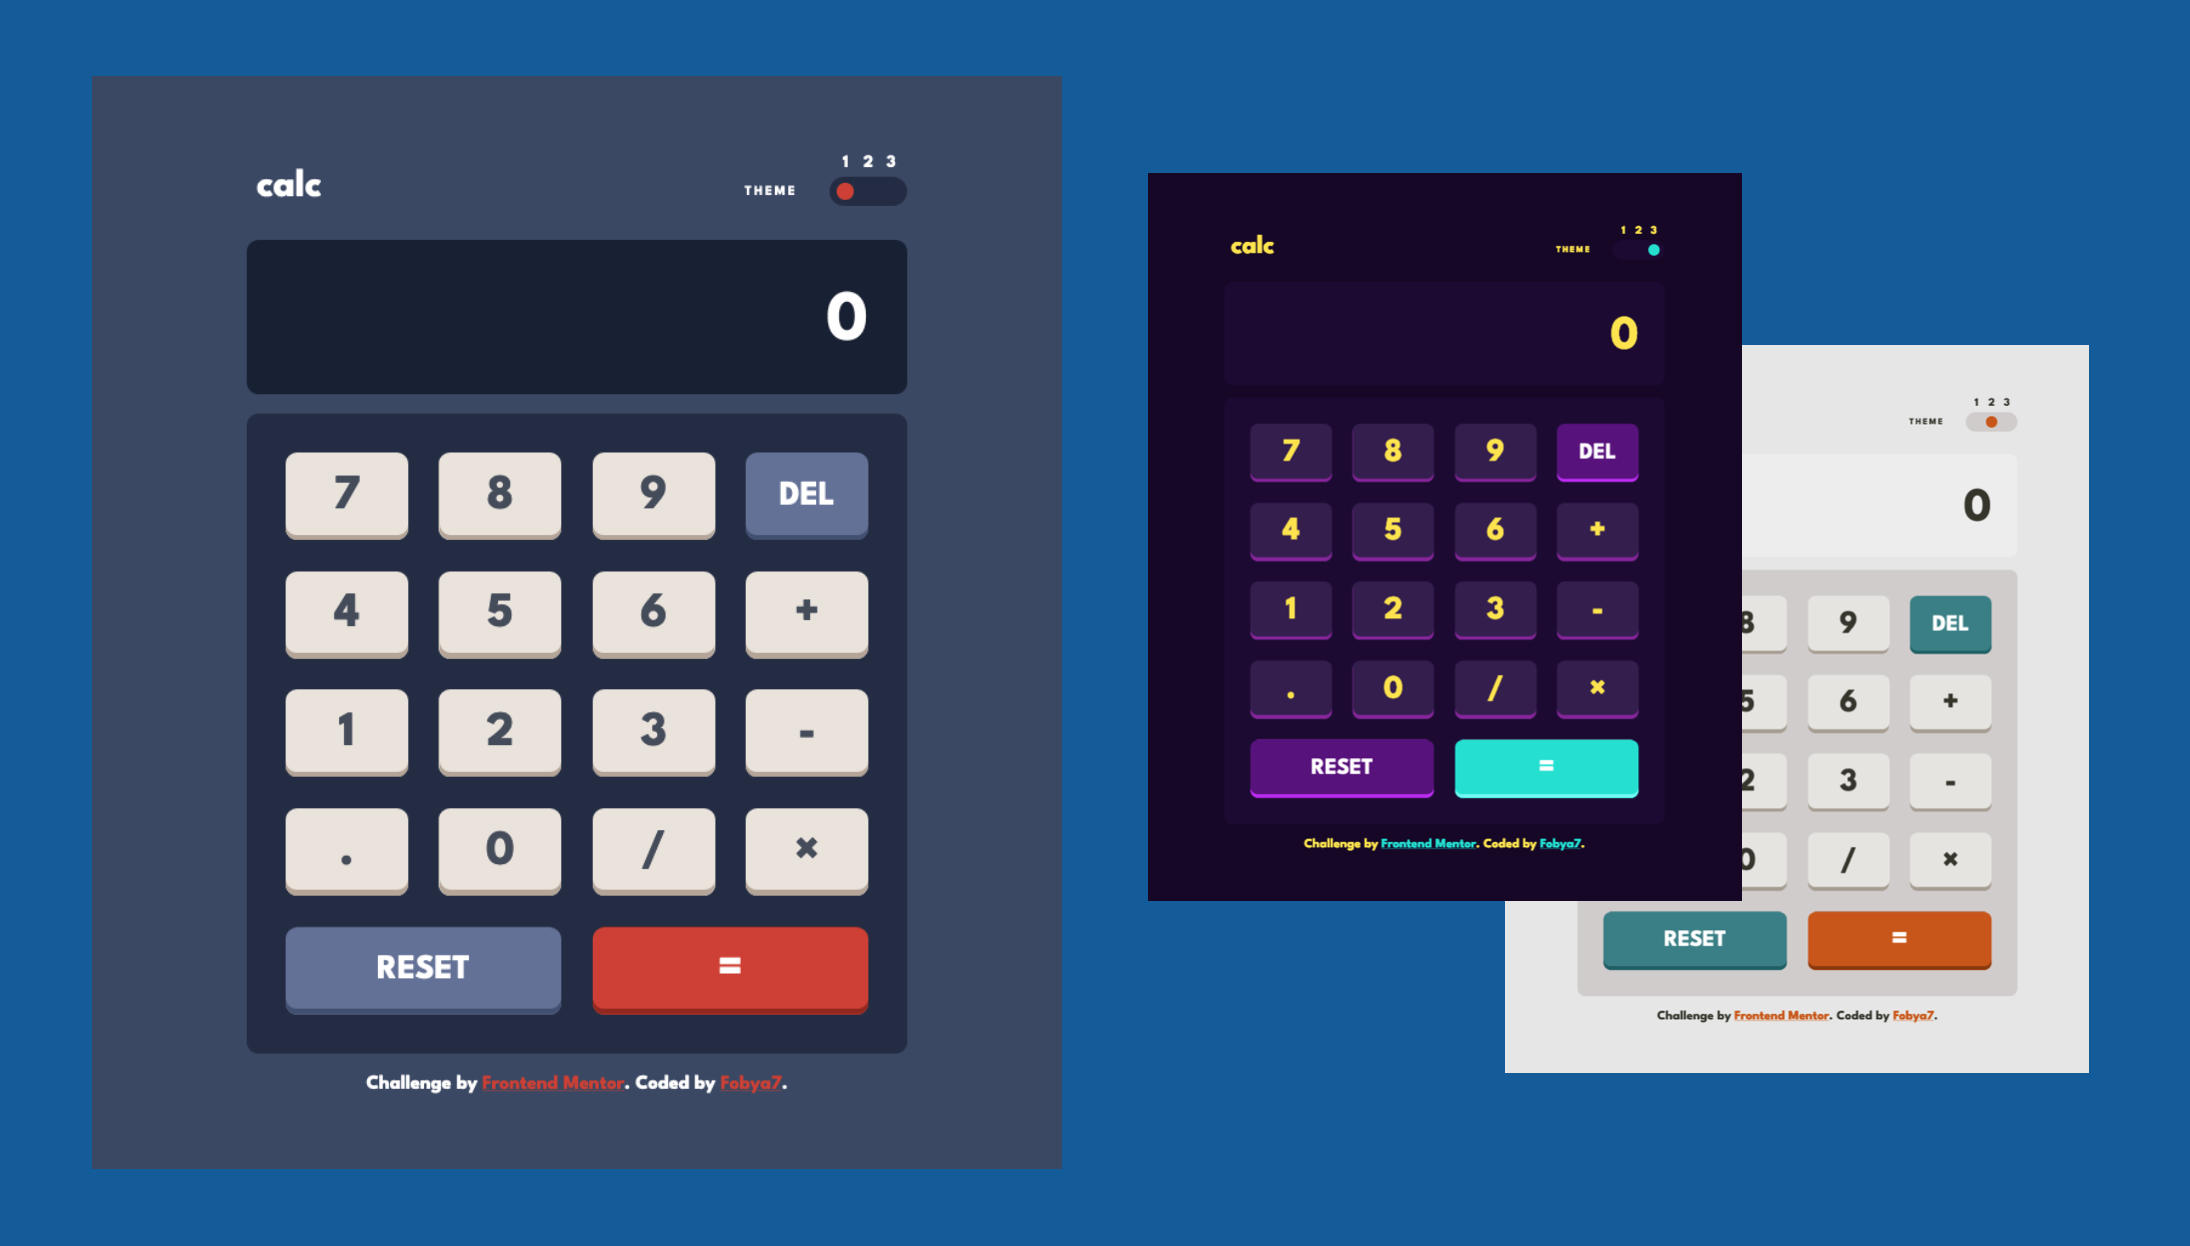 1 2 3
calc THEME
0
7 8 9 DEL
4 5 6 +
1 2 3 -
. 0 / ×
RESET =
Challenge by Frontend Mentor. Coded by Fobya7.
1 2 3
calc THEME
0
7 8 9 DEL
4 5 6 +
1 2 3 -
. 0 / ×
RESET =
Challenge by Frontend Mentor. Coded by Fobya7.
1 2 3
THEME
0
8 9 DEL
5 6 +
2 3 -
0 / ×
RESET =
Challenge by Frontend Mentor. Coded by Fobya7.